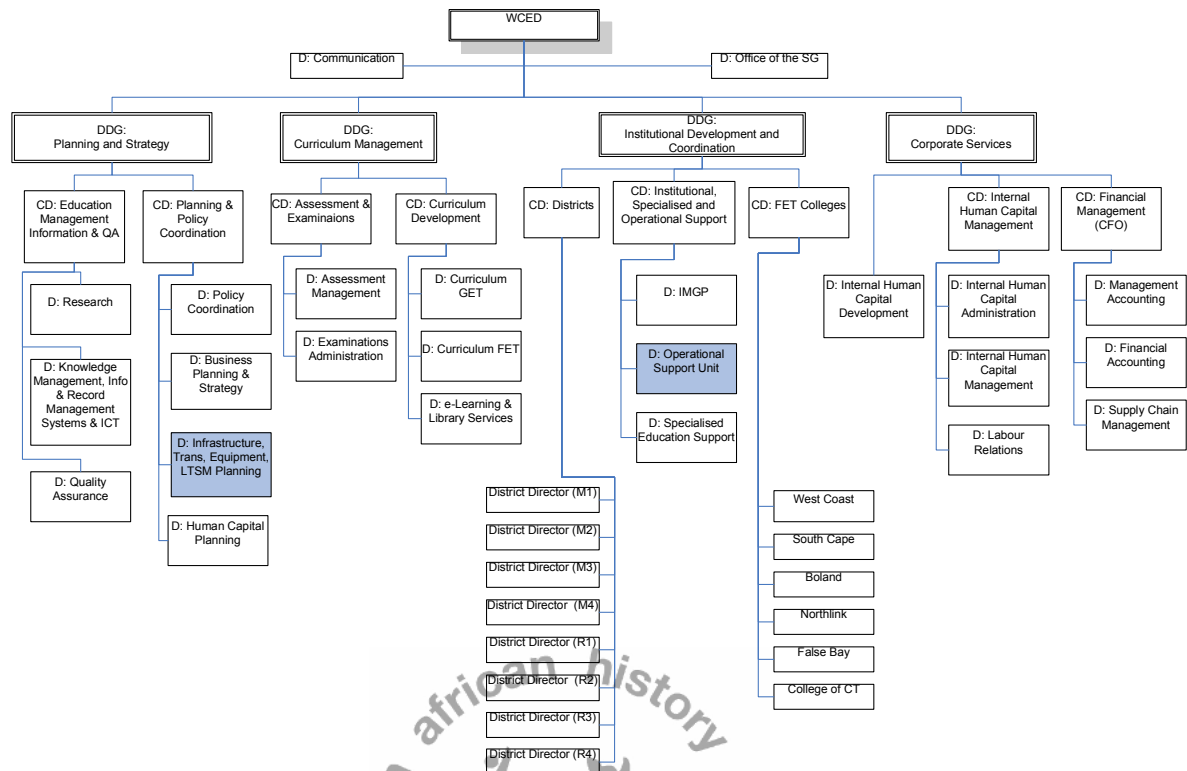 WCED
D: Communication
D: Office of the SG
DDG:
Planning and Strategy
DDG:
Curriculum Management
DDG:
Institutional Development and
Coordination
DDG:
Corporate Services
CD: Education
Management
Information & QA
CD: Planning &
Policy
Coordination
CD: Assessment &
Examinaions
CD: Curriculum
Development
CD: Districts
CD: Institutional,
Specialised and
Operational Support
CD: FET Colleges
CD: Internal
Human Capital
Management
CD: Financial
Management
(CFO)
D: Research
D: Knowledge
Management, Info
& Record
Management
Systems & ICT
D: Quality
Assurance
D: Policy
Coordination
D: Business
Planning &
Strategy
D: Infrastructure,
Trans, Equipment,
LTSM Planning
D: Human Capital
Planning
D: Assessment
Management
D: Examinations
Administration
D: Curriculum
GET
D: Curriculum FET
D: e-Learning &
Library Services
D: IMGP
D: Operational
Support Unit
D: Specialised
Education Support
D: Internal Human
Capital
Development
D: Internal Human
Capital
Administration
D: Internal Human
Capital
Management
D: Labour
Relations
D: Management
Accounting
D: Financial
Accounting
D: Supply Chain
Management
District Director (M1)
District Director (M2)
District Director (M3)
District Director (M4)
District Director (R1)
District Director (R2)
District Director (R3)
District Director (R4)
West Coast
South Cape
Boland
Northlink
False Bay
College of CT
african history